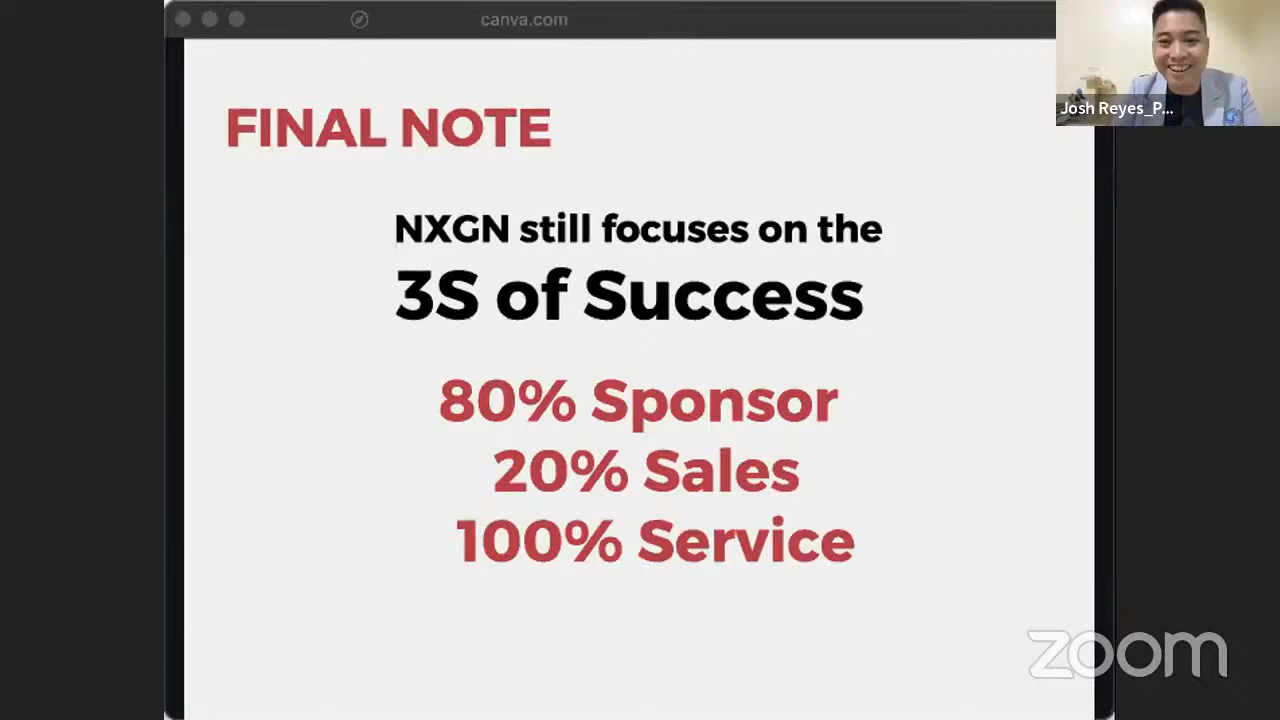 canva.com
Josh Reyes_P...
FINAL NOTE
NXGN still focuses on the
3S of Success
80% Sponsor
20% Sales
100% Service
zoom